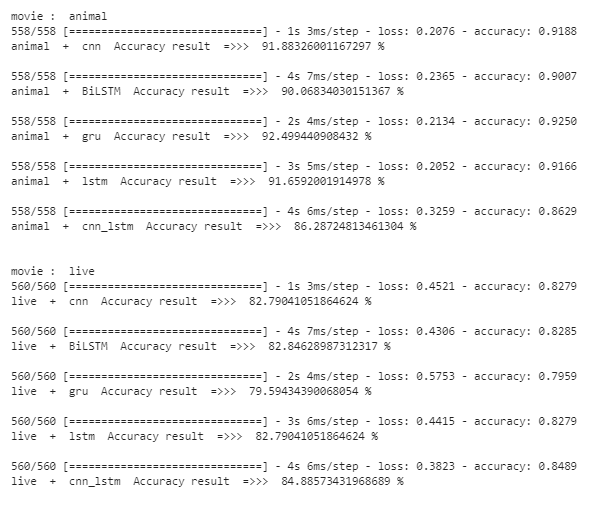 movie :  animal
558/558 [==============================] - 1s 3ms/step - loss: 0.2076 - accuracy: 0.9188
animal  +  cnn  Accuracy result  =>>>  91.88326001167297 %
558/558 [==============================] - 4s 7ms/step - loss: 0.2365 - accuracy: 0.9007
animal  +  BiLSTM  Accuracy result  =>>>  90.06834030151367 %
558/558 [==============================] - 2s 4ms/step - loss: 0.2134 - accuracy: 0.9250
animal  +  gru  Accuracy result  =>>>  92.499440908432 %
558/558 [==============================] - 3s 5ms/step - loss: 0.2052 - accuracy: 0.9166
animal  +  lstm  Accuracy result  =>>>  91.6592001914978 %
558/558 [==============================] - 4s 6ms/step - loss: 0.3259 - accuracy: 0.8629
animal  +  cnn_lstm  Accuracy result  =>>>  86.28724813461304 %
movie :  live
560/560 [==============================] - 1s 3ms/step - loss: 0.4521 - accuracy: 0.8279
live  +  cnn  Accuracy result  =>>>  82.79041051864624 %
560/560 [==============================] - 4s 7ms/step - loss: 0.4306 - accuracy: 0.8285
live  +  BiLSTM  Accuracy result  =>>>  82.84628987312317 %
560/560 [==============================] - 2s 4ms/step - loss: 0.5753 - accuracy: 0.7959
live  +  gru  Accuracy result  =>>>  79.59434390068054 %
560/560 [==============================] - 3s 6ms/step - loss: 0.4415 - accuracy: 0.8279
live  +  lstm  Accuracy result  =>>>  82.79041051864624 %
560/560 [==============================] - 4s 6ms/step - loss: 0.3823 - accuracy: 0.8489
live  +  cnn_lstm  Accuracy result  =>>>  84.88573431968689 %